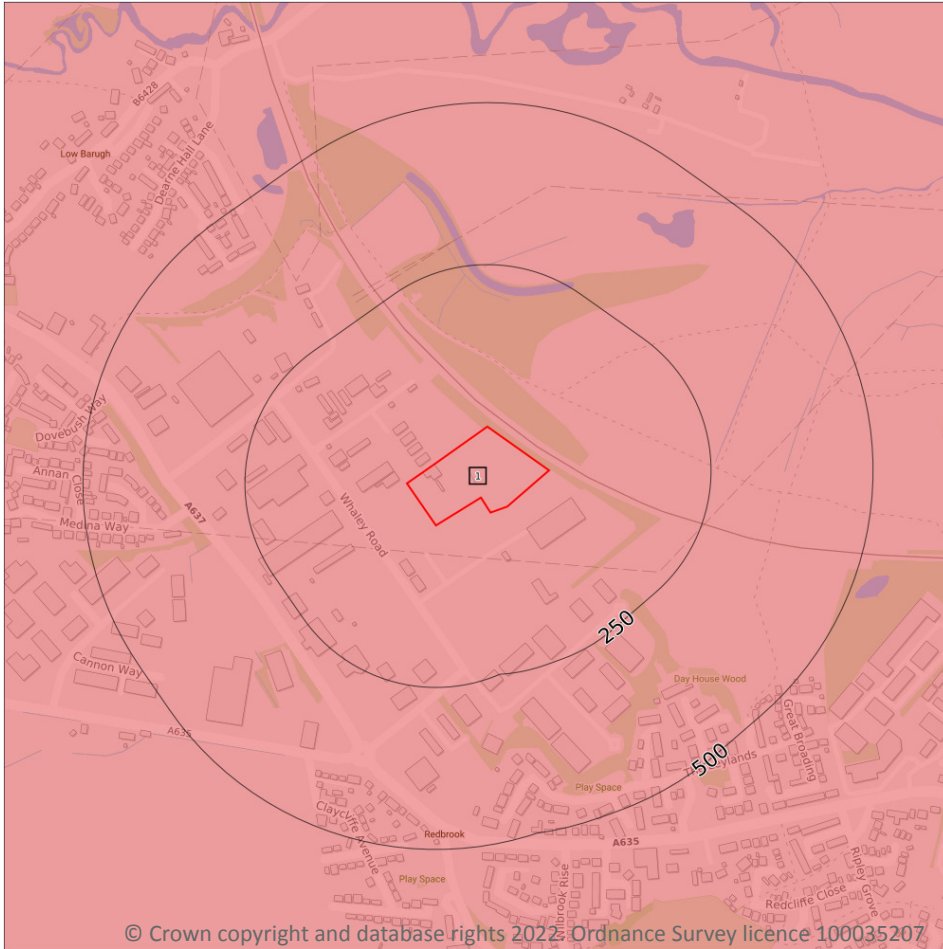 B6428
Low Barugh
Dearne Hall Lane
Dovebush Way
Annan Close
Medina Way
A637
Whaley Road
1
250
Cannon Way
Day House Wood
Great Broading
A635
500
Play Space
Redbrook
Claycliffe Avenue
A635
Play Space
Ripley Grove
Redcliffe Close
© Crown copyright and database rights 2022. Ordnance Survey licence 100035207.